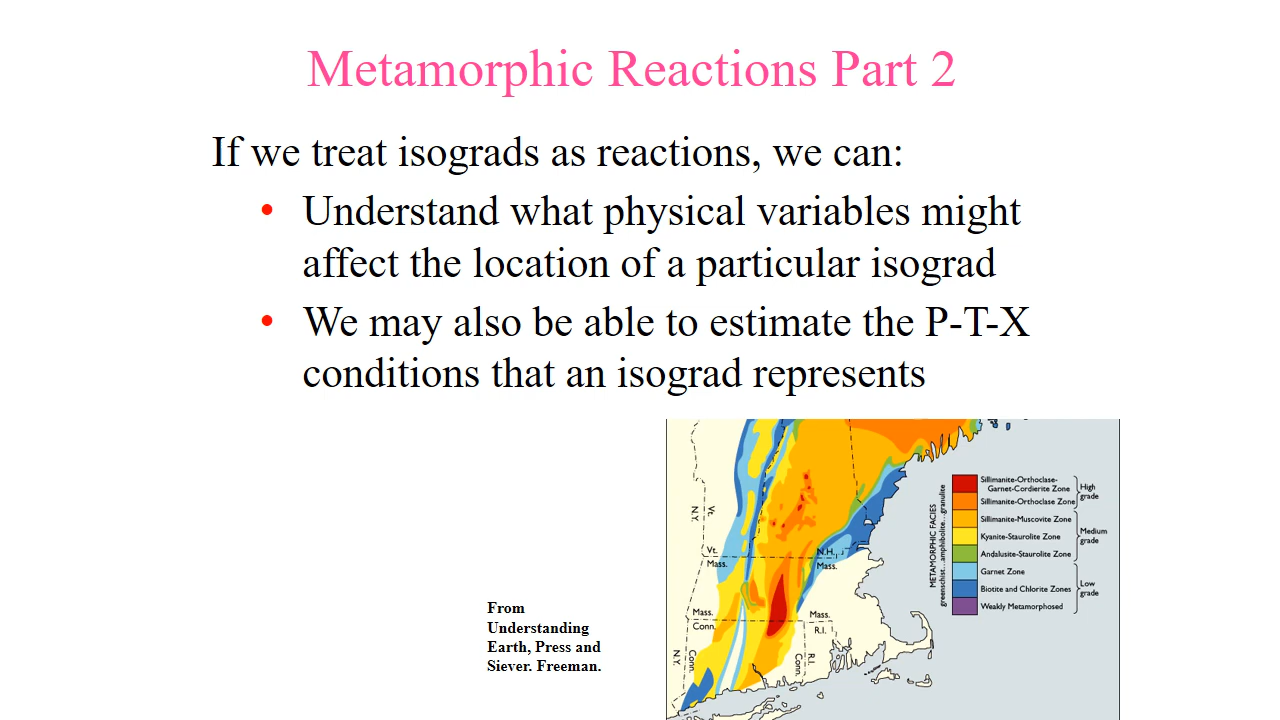 Metamorphic Reactions Part 2
If we treat isograds as reactions, we can:
• Understand what physical variables might
affect the location of a particular isograd
• We may also be able to estimate the P-T-X
conditions that an isograd represents
From
Understanding
Earth, Press and
Siever. Freeman.
N.Y.
Vt.
Vt.
Mass.
N.H.
Mass.
Mass.
Conn.
Mass.
R.I.
N.Y.
Conn.
Conn.
R.I.
METAMORPHIC FACIES
greenschist...amphibolite...granulite
Sillimanite-Orthoclase-
Garnet-Cordierite Zone
Sillimanite-Orthoclase Zone
High
grade
Sillimanite-Muscovite Zone
Kyanite-Staurolite Zone
Andalusite-Staurolite Zone
Medium
grade
Garnet Zone
Biotite and Chlorite Zones
Weakly Metamorphosed
Low
grade